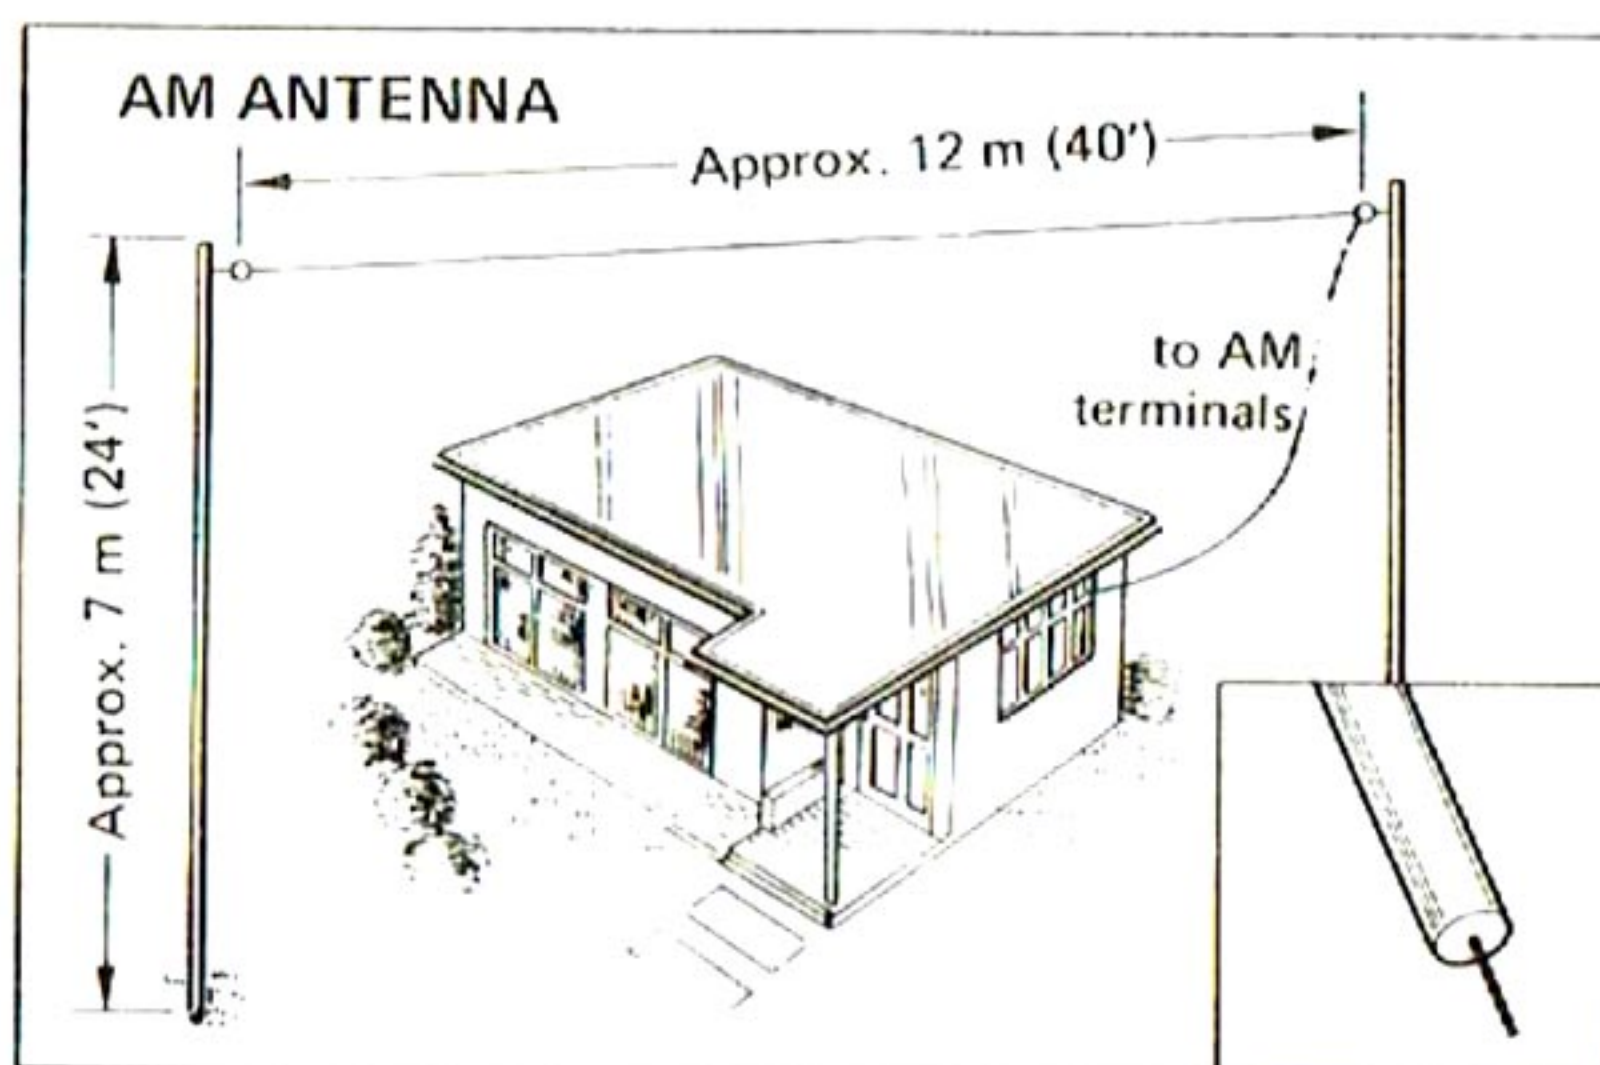 AM ANTENNA
Approx. 12 m (40')
to AM
terminals
Approx. 7 m (24')